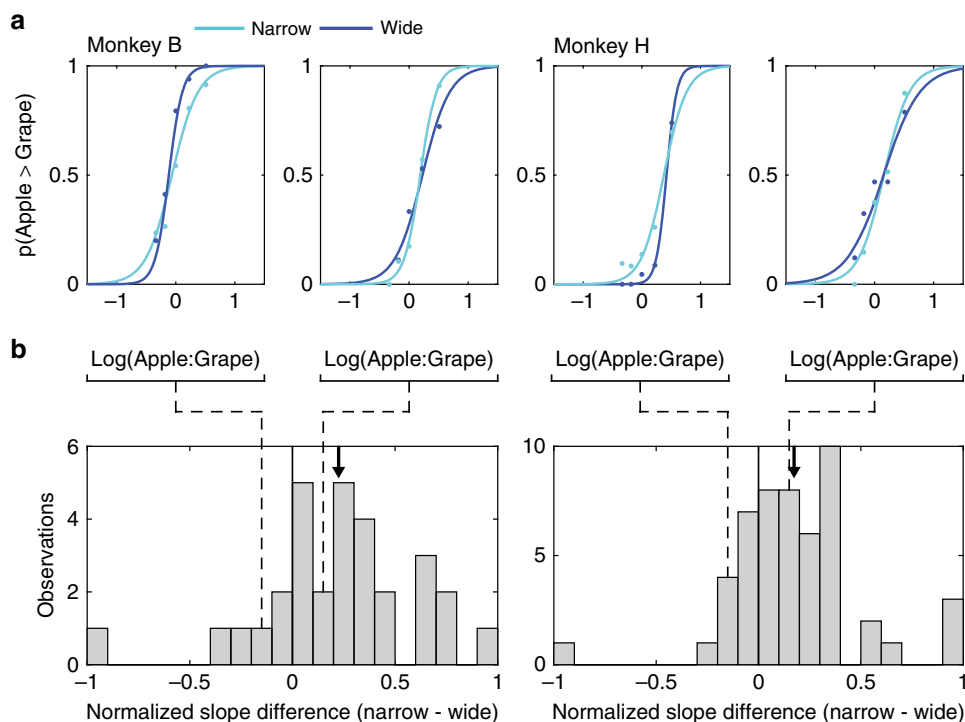 a
Narrow Wide
Monkey B Monkey H
p(Apple > Grape)
1 1 1 1
0.5 0.5 0.5 0.5
0 0 0 0
−1 0 1 −1 0 1 −1 0 1 −1 0 1
b
Log(Apple:Grape) Log(Apple:Grape) Log(Apple:Grape) Log(Apple:Grape)
Observations
6 10
4
5
2
0 0
−1 −0.5 0 0.5 1 −1 −0.5 0 0.5 1
Normalized slope difference (narrow - wide) Normalized slope difference (narrow - wide)